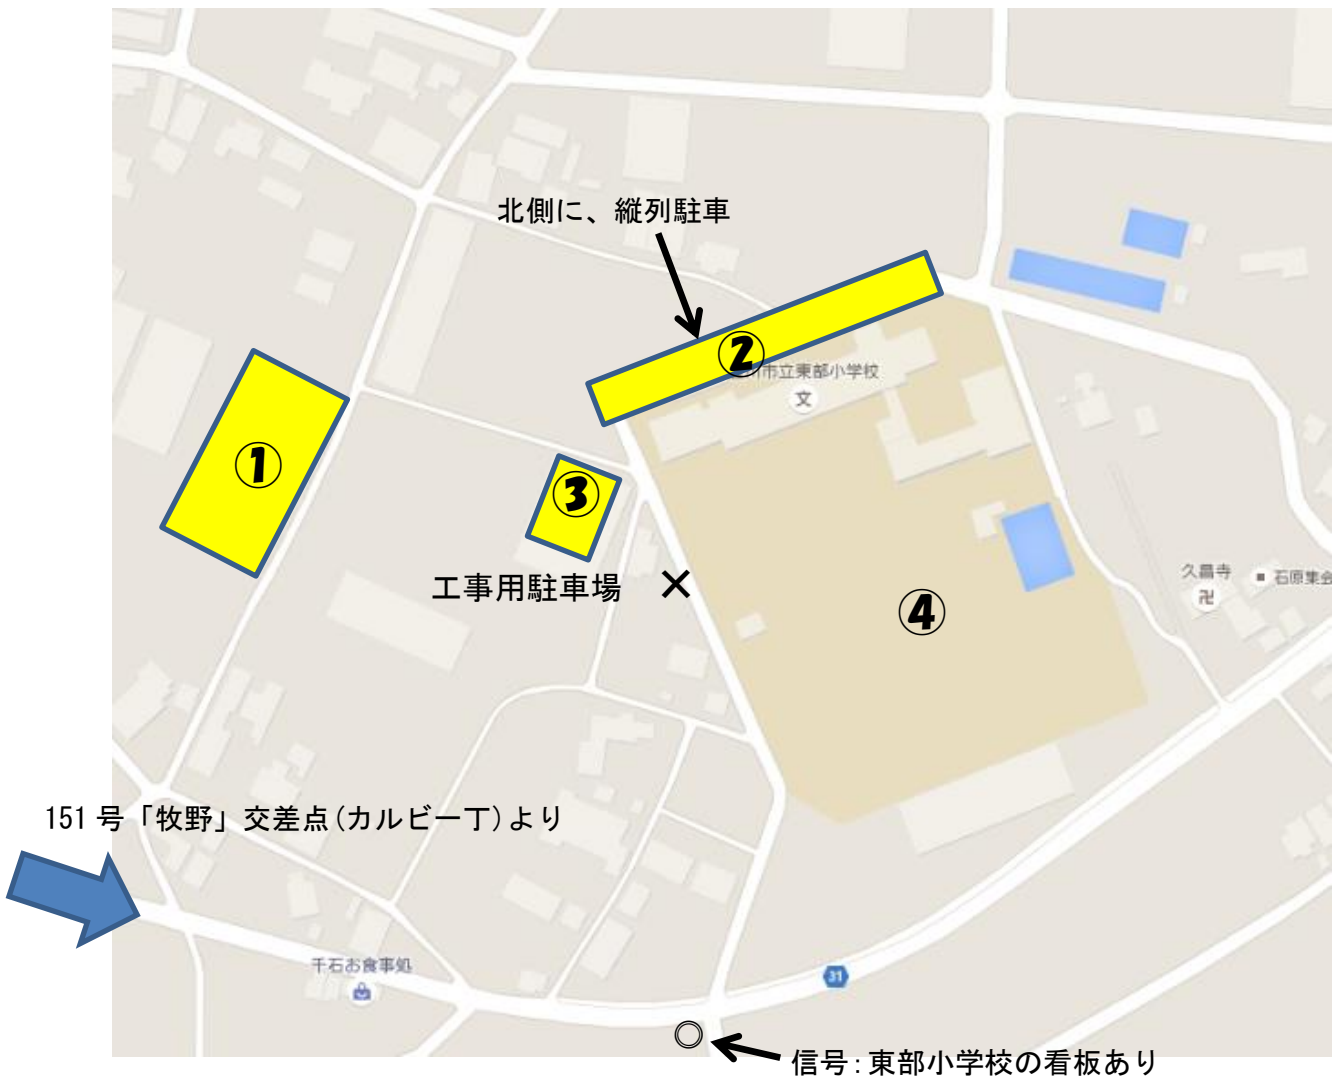 北側に、縦列駐車
②
市立東部小学校
文
①
③
工事用駐車場 ×
④
久昌寺
卍
石原集会
151号「牧野」交差点(カルビー丁)より
千石お食事処
31
◎
信号:東部小学校の看板あり